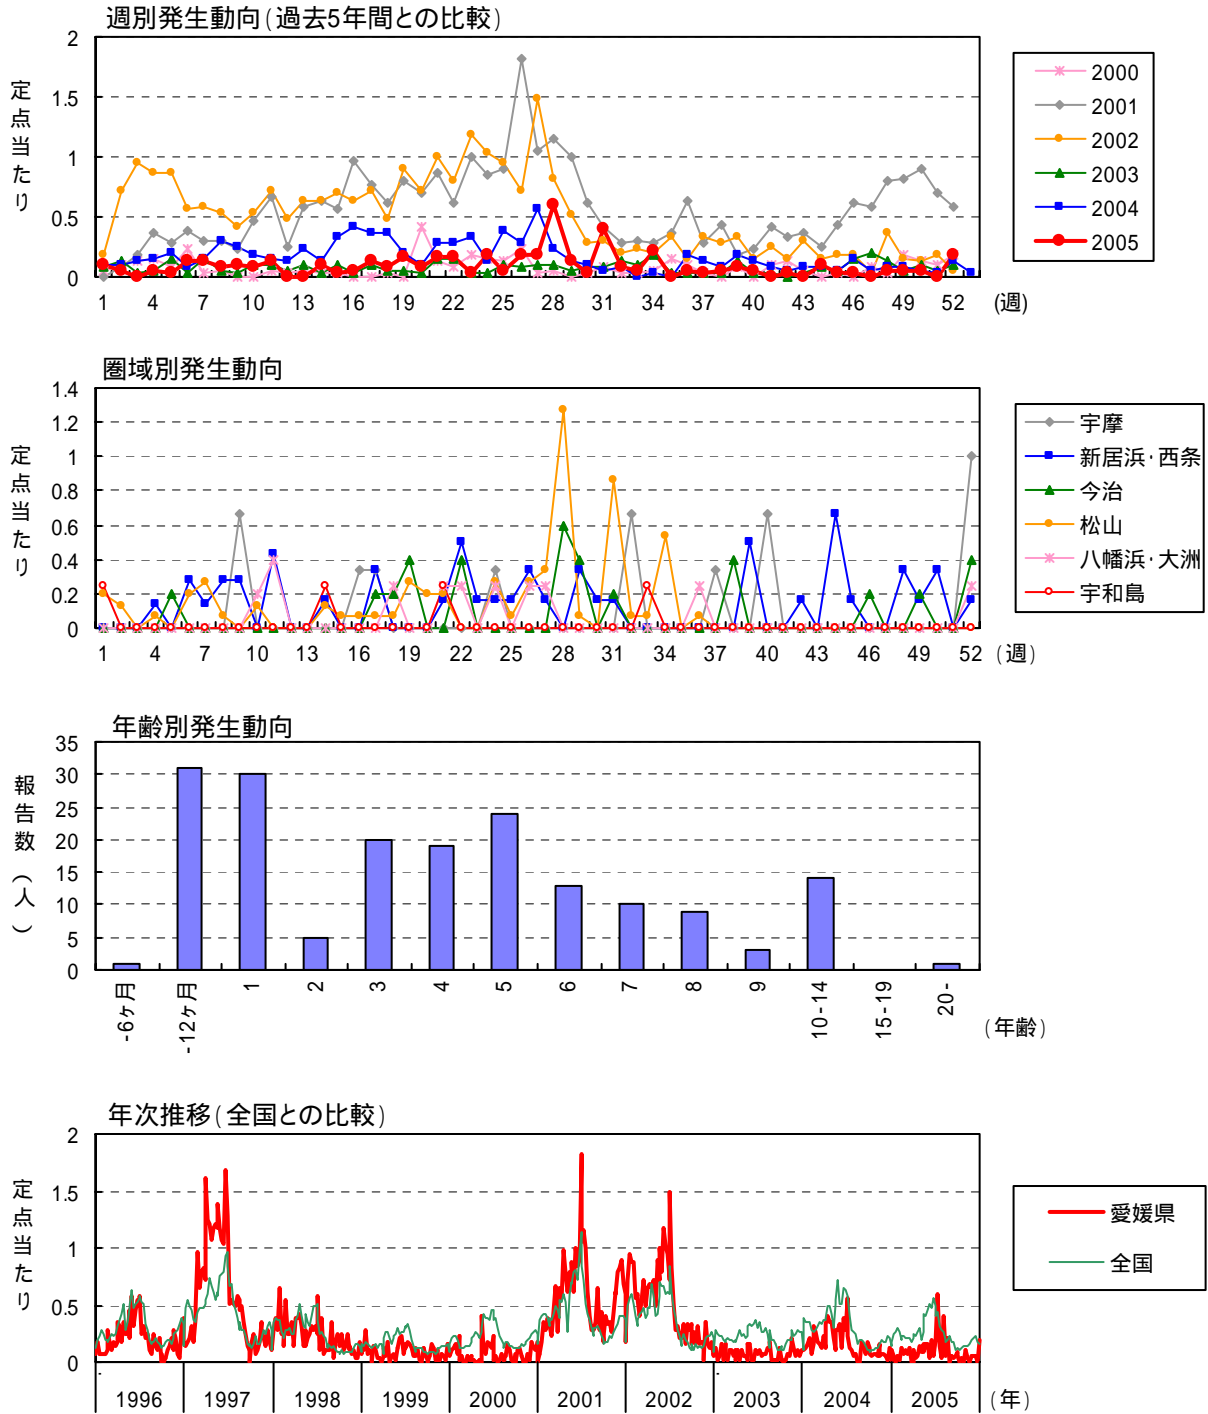 週別発生動向(過去5年間との比較)
定点当たり
2
1.5
1
0.5
0
1 4 7 10 13 16 19 22 25 28 31 34 37 40 43 46 49 52 (週)
2000
2001
2002
2003
2004
2005
圏域別発生動向
定点当たり
1.4
1.2
1
0.8
0.6
0.4
0.2
0
1 4 7 10 13 16 19 22 25 28 31 34 37 40 43 46 49 52 (週)
宇摩
新居浜・西条
今治
松山
八幡浜・大洲
宇和島
年齢別発生動向
報告数(人)
35
30
25
20
15
10
5
0
-6ヶ月 -12ヶ月 1 2 3 4 5 6 7 8 9 10-14 15-19 20- (年齢)
年次推移(全国との比較)
定点当たり
2
1.5
1
0.5
0
1996 1997 1998 1999 2000 2001 2002 2003 2004 2005 (年)
愛媛県
全国